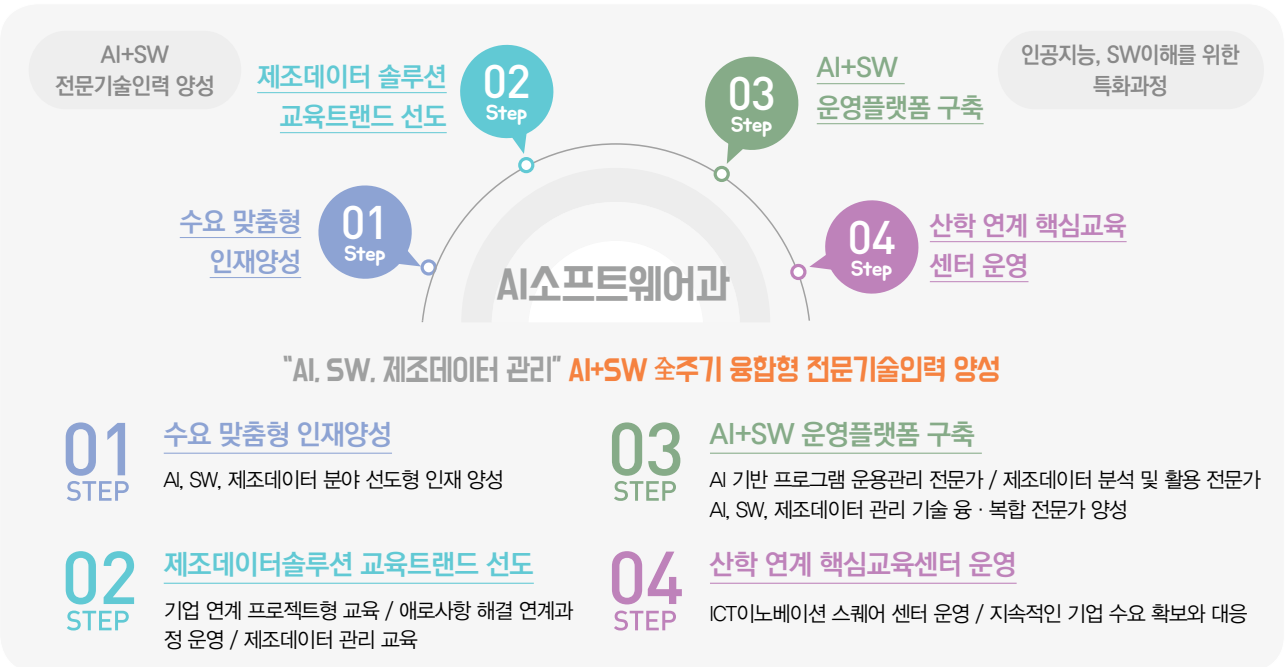 AI+SW
전문기술인력 양성
제조데이터 솔루션
교육트랜드 선도
02
Step
03
Step
AI+SW
운영플랫폼 구축
인공지능, SW이해를 위한
특화과정
수요 맞춤형
인재양성
01
Step
04
Step
산학 연계 핵심교육
센터 운영
AI소프트웨어과
“AI, SW, 제조데이터 관리” AI+SW 全주기 융합형 전문기술인력 양성
01
STEP
수요 맞춤형 인재양성
AI, SW, 제조데이터 분야 선도형 인재 양성
02
STEP
제조데이터솔루션 교육트랜드 선도
기업 연계 프로젝트형 교육 / 애로사항 해결 연계과
정 운영 / 제조데이터 관리 교육
03
STEP
AI+SW 운영플랫폼 구축
AI 기반 프로그램 운용관리 전문가 / 제조데이터 분석 및 활용 전문가
AI, SW, 제조데이터 관리 기술 융·복합 전문가 양성
04
STEP
산학 연계 핵심교육센터 운영
ICT이노베이션 스퀘어 센터 운영 / 지속적인 기업 수요 확보와 대응